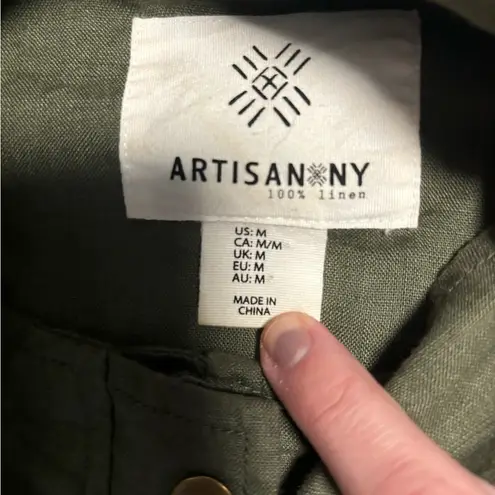 ARTISAN NY
100% linen
US: M
CA: M/M
UK: M
EU: M
AU: M
MADE IN
CHINA